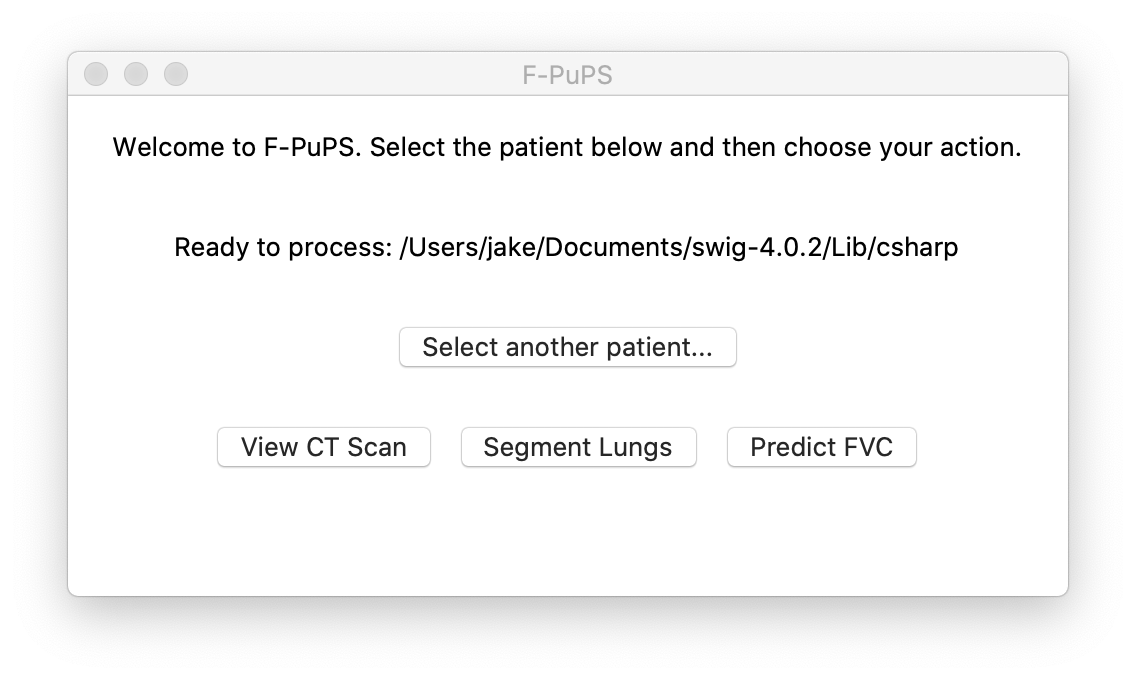 F-PuPS
Welcome to F-PuPS. Select the patient below and then choose your action.
Ready to process: /Users/jake/Documents/swig-4.0.2/Lib/csharp
Select another patient...
View CT Scan
Segment Lungs
Predict FVC